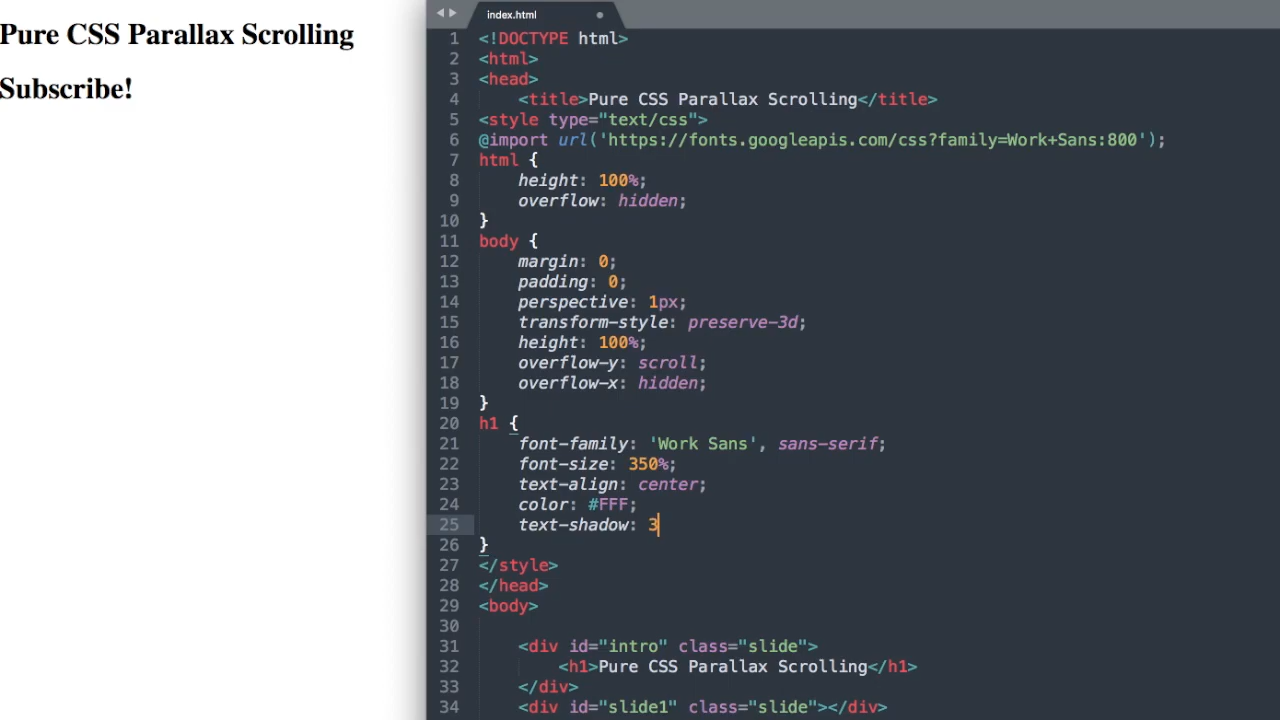 Pure CSS Parallax Scrolling
Subscribe!
index.html
1 <!DOCTYPE html>
2 <html>
3 <head>
4 <title>Pure CSS Parallax Scrolling</title>
5 <style type="text/css">
6 @import url('https://fonts.googleapis.com/css?family=Work+Sans:800');
7 html {
8 height: 100%;
9 overflow: hidden;
10 }
11 body {
12 margin: 0;
13 padding: 0;
14 perspective: 1px;
15 transform-style: preserve-3d;
16 height: 100%;
17 overflow-y: scroll;
18 overflow-x: hidden;
19 }
20 h1 {
21 font-family: 'Work Sans', sans-serif;
22 font-size: 350%;
23 text-align: center;
24 color: #FFF;
25 text-shadow: 3
26 }
27 </style>
28 </head>
29 <body>
30
31 <div id="intro" class="slide">
32 <h1>Pure CSS Parallax Scrolling</h1>
33 </div>
34 <div id="slide1" class="slide"></div>